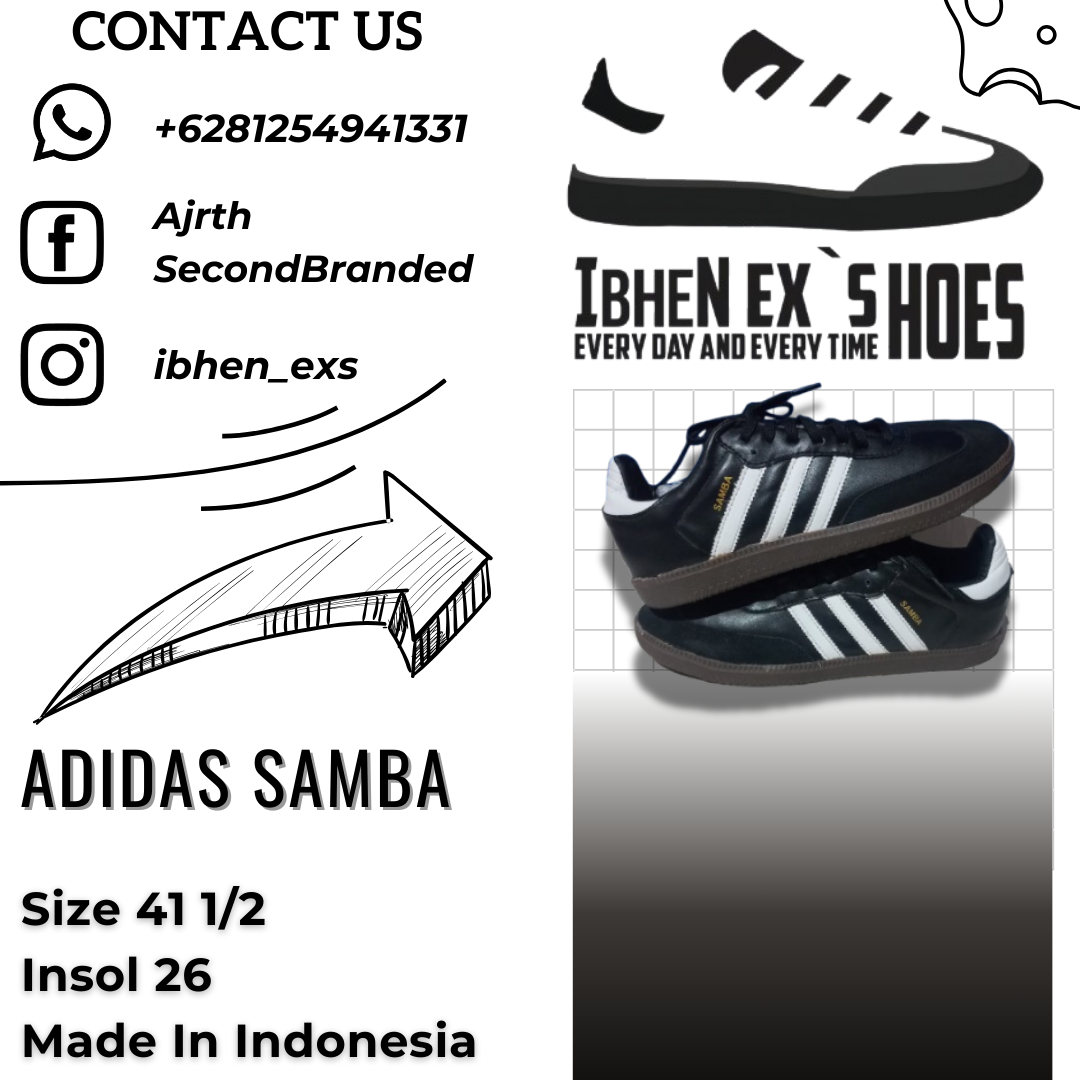 CONTACT US
+6281254941331
Ajrth
SecondBranded
ibhen_exs
IBHEN EX`S HOES
EVERY DAY AND EVERY TIME
SAMBA
SAMBA
ADIDAS SAMBA
Size 41 1/2
Insol 26
Made In Indonesia